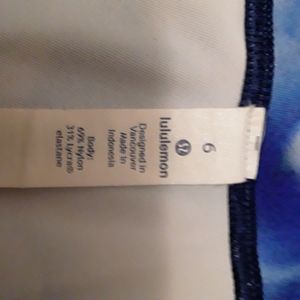 6
lululemon
Designed in
Vancouver
Made in
Indonesia
Body:
69% Nylon
31% Lycra®
elastane